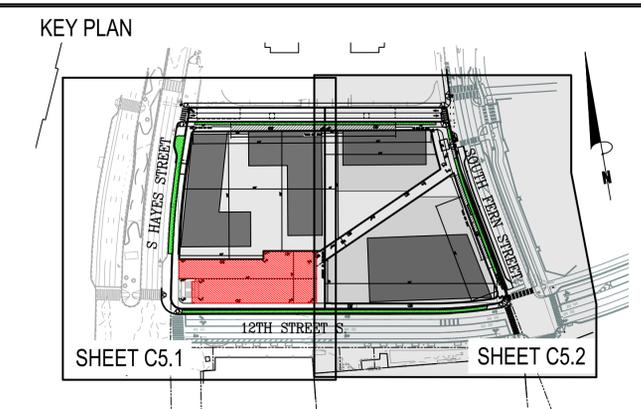 KEY PLAN
S HAYES STREET
SOUTH FERN STREET
N
12TH STREET S.
SHEET C5.1
SHEET C5.2